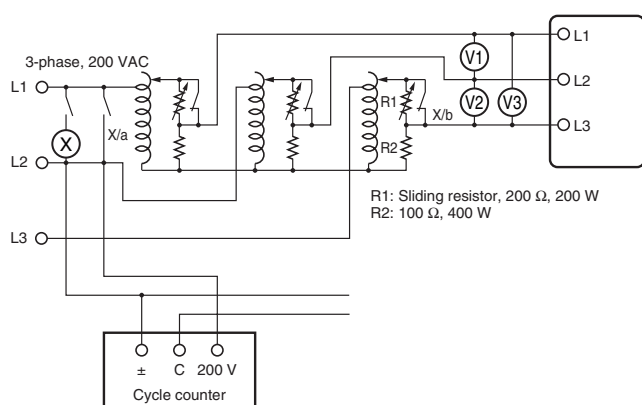 3-phase, 200 VAC
L1
X/a
X
L2
L3
R1
R2
X/b
V1
V2
V3
L1
L2
L3
R1: Sliding resistor, 200 Ω, 200 W
R2: 100 Ω, 400 W
± C 200 V
Cycle counter